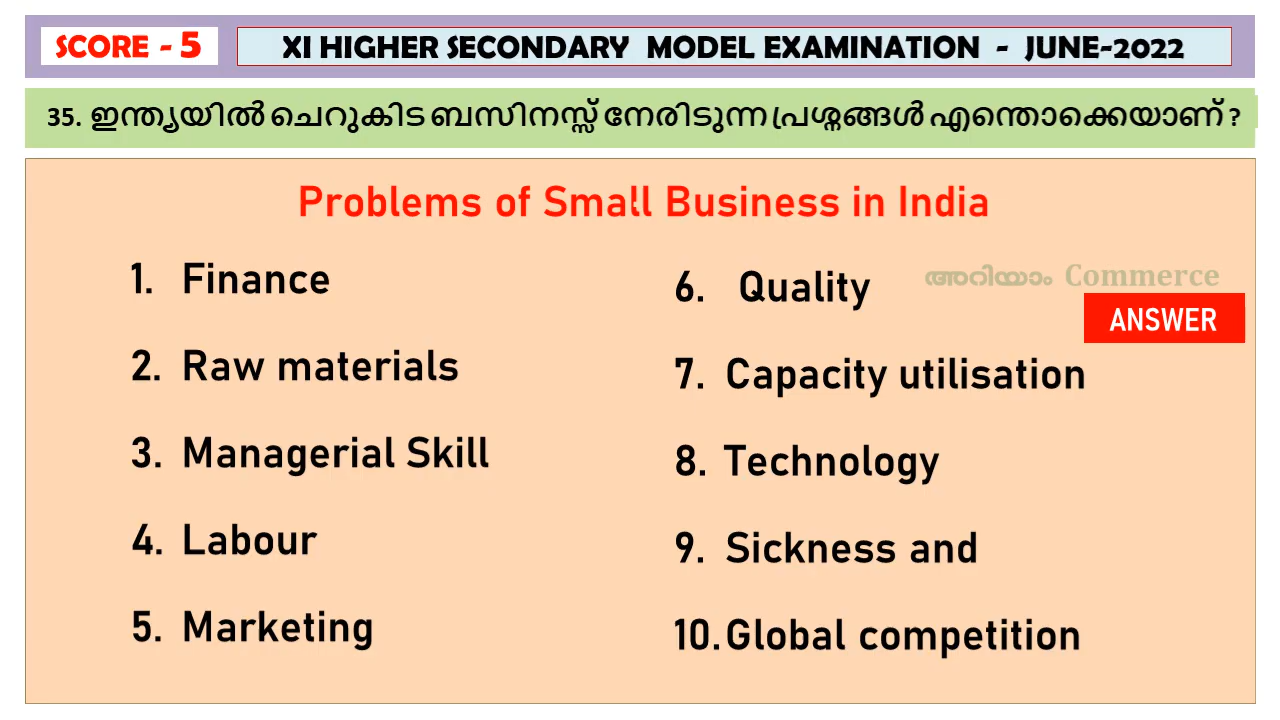 SCORE - 5
XI HIGHER SECONDARY MODEL EXAMINATION - JUNE-2022
35. ഇന്ത്യയിൽ ചെറുകിട ബസിനസ്സ് നേരിടുന്ന പ്രശ്നങ്ങൾ എന്തൊക്കെയാണ് ?
Problems of Small Business in India
1. Finance
2. Raw materials
3. Managerial Skill
4. Labour
5. Marketing
അറിയാം Commerce
ANSWER
6. Quality
7. Capacity utilisation
8. Technology
9. Sickness and
10. Global competition